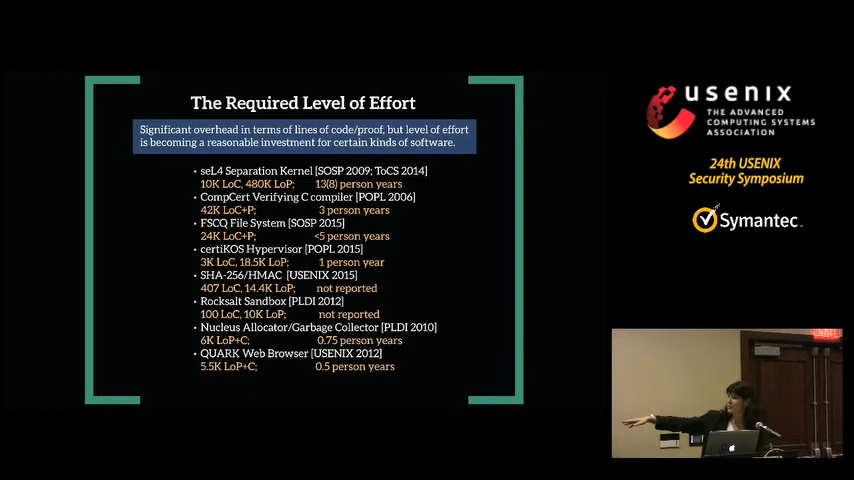 The Required Level of Effort
Significant overhead in terms of lines of code/proof, but level of effort
is becoming a reasonable investment for certain kinds of software.
• seL4 Separation Kernel [SOSP 2009; ToCS 2014]
10K LoC, 480K LoP; 13(8) person years
• CompCert Verifying C compiler [POPL 2006]
42K LoC+P; 3 person years
• FSCQ File System [SOSP 2015]
24K LoC+P; <5 person years
• certiKOS Hypervisor [POPL 2015]
3K LoC, 18.5K LoP; 1 person year
• SHA-256/HMAC [USENIX 2015]
407 LoC, 14.4K LoP; not reported
• Rocksalt Sandbox [PLDI 2012]
100 LoC, 10K LoP; not reported
• Nucleus Allocator/Garbage Collector [PLDI 2010]
6K LoP+C; 0.75 person years
• QUARK Web Browser [USENIX 2012]
5.5K LoP+C; 0.5 person years
usenix
THE ADVANCED
COMPUTING SYSTEMS
ASSOCIATION
24th USENIX
Security Symposium
Symantec.